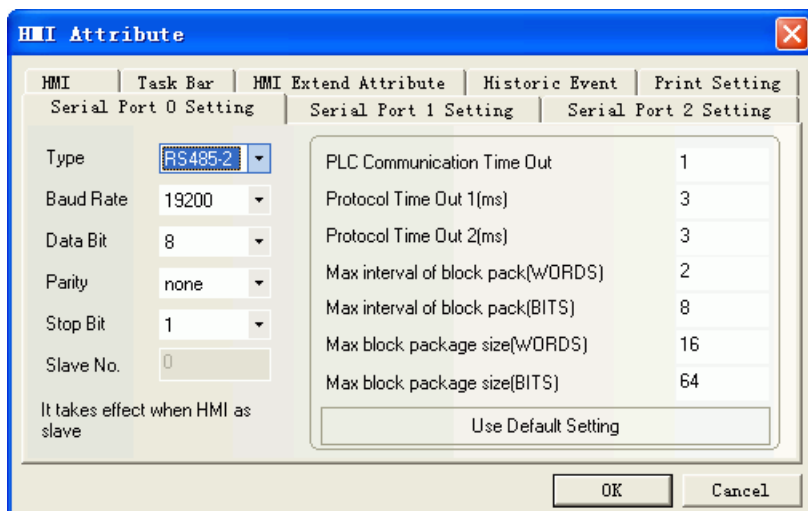 HMI Attribute
HMI Task Bar HMI Extend Attribute Historic Event Print Setting
Serial Port 0 Setting Serial Port 1 Setting Serial Port 2 Setting
Type RS485-2
Baud Rate 19200
Data Bit 8
Parity none
Stop Bit 1
Slave No. 0
It takes effect when HMI as
slave
PLC Communication Time Out 1
Protocol Time Out 1(ms) 3
Protocol Time Out 2(ms) 3
Max interval of block pack(WORDS) 2
Max interval of block pack(BITS) 8
Max block package size(WORDS) 16
Max block package size(BITS) 64
Use Default Setting
OK Cancel